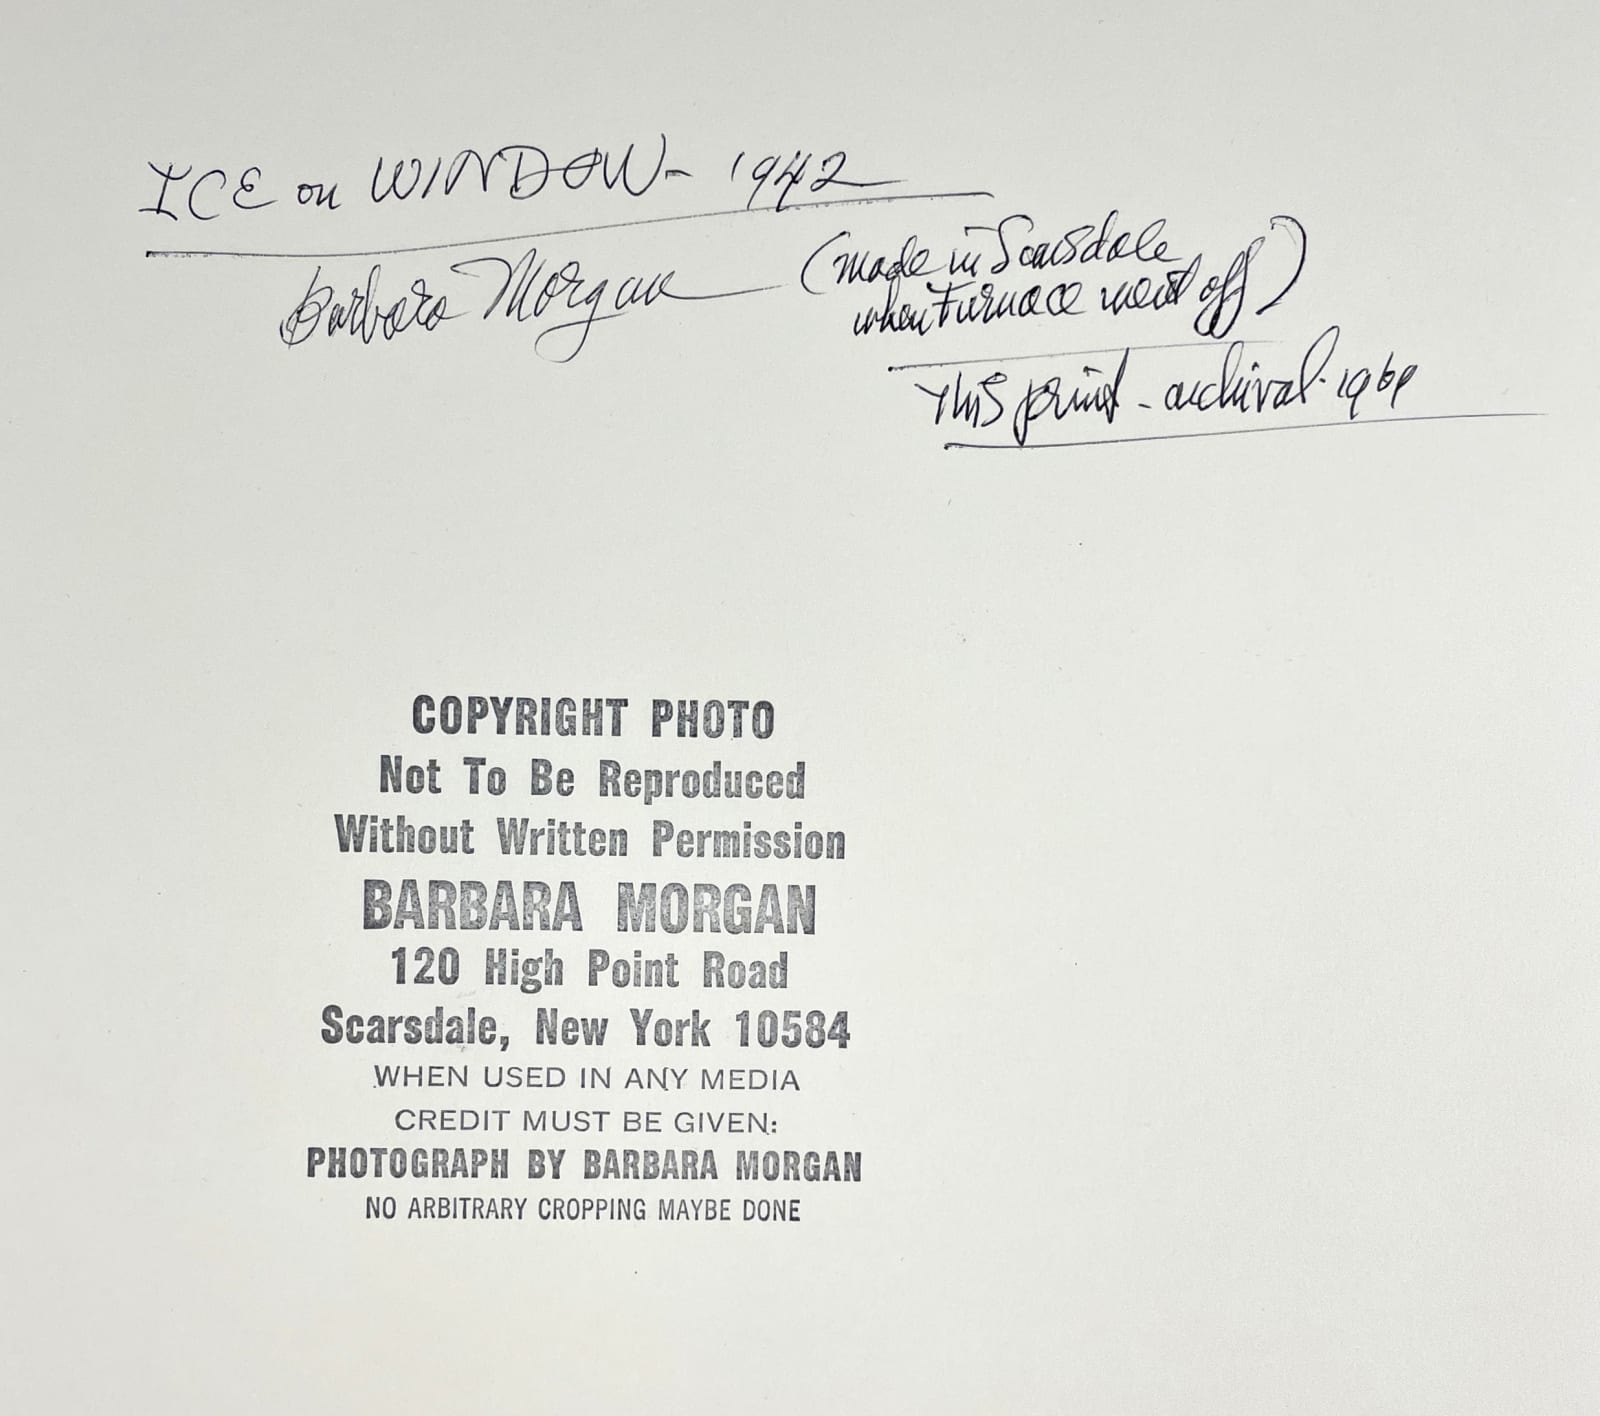 ICE on WINDOW - 1942
Barbara Morgan
(made in Scarsdale
when Furnace went off)
This print - archival - 1969
COPYRIGHT PHOTO
Not To Be Reproduced
Without Written Permission
BARBARA MORGAN
120 High Point Road
Scarsdale, New York 10584
WHEN USED IN ANY MEDIA
CREDIT MUST BE GIVEN:
PHOTOGRAPH BY BARBARA MORGAN
NO ARBITRARY CROPPING MAYBE DONE